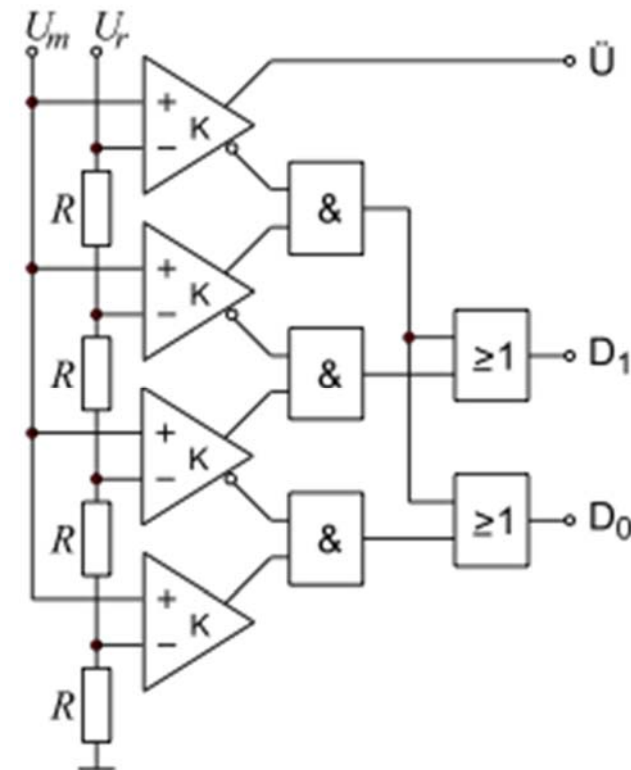 Um Ur
+ K − Ü
R &
+ K −
R & ≥1 D1
+ K −
R & ≥1 D0
+ K −
R